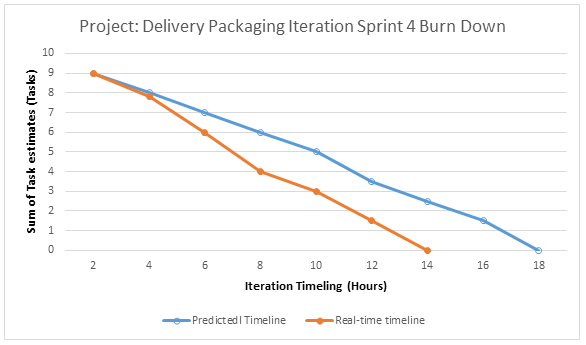 Project: Delivery Packaging Iteration Sprint 4 Burn Down
10
9
8
7
6
5
4
3
2
1
0
Sum of Task estimates (Tasks)
2 4 6 8 10 12 14 16 18
Iteration Timeling (Hours)
Predictedl Timeline Real-time timeline